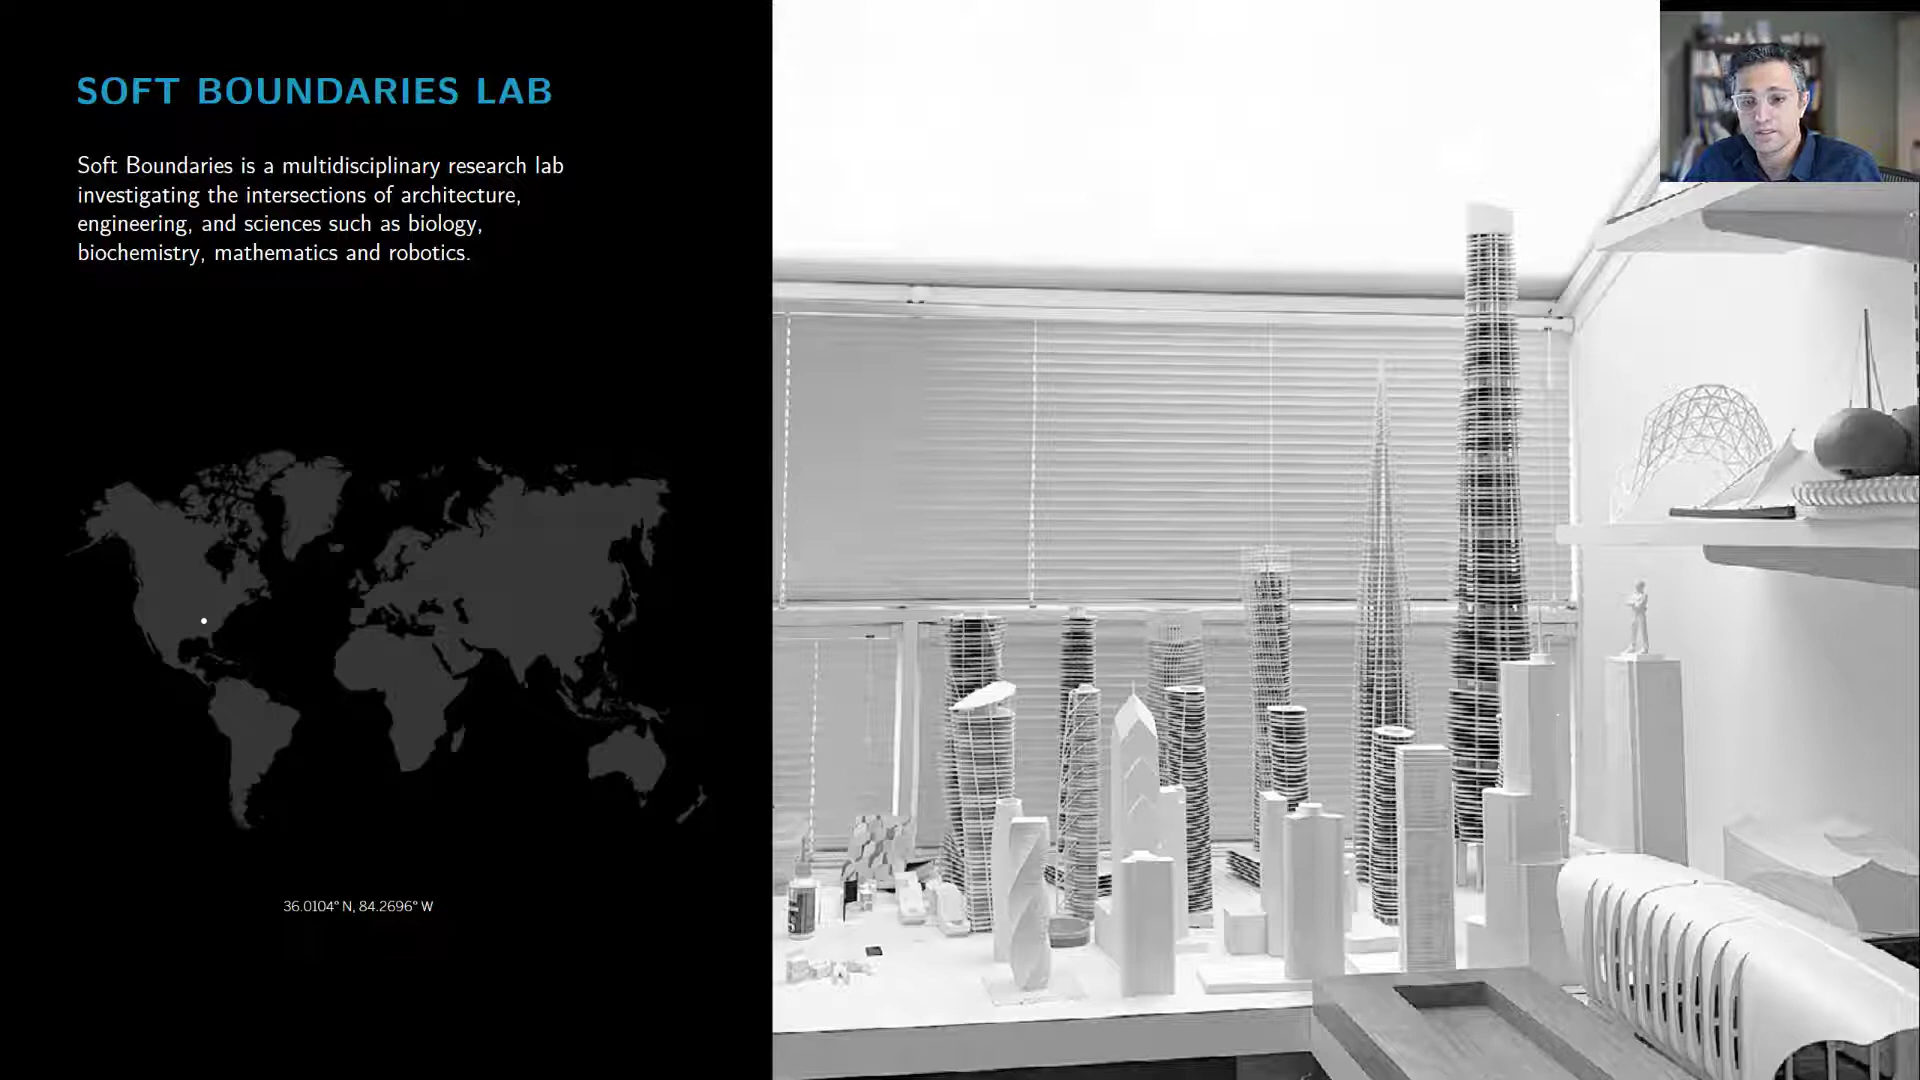 SOFT BOUNDARIES LAB
Soft Boundaries is a multidisciplinary research lab
investigating the intersections of architecture,
engineering, and sciences such as biology,
biochemistry, mathematics and robotics.
36.0104° N, 84.2696° W